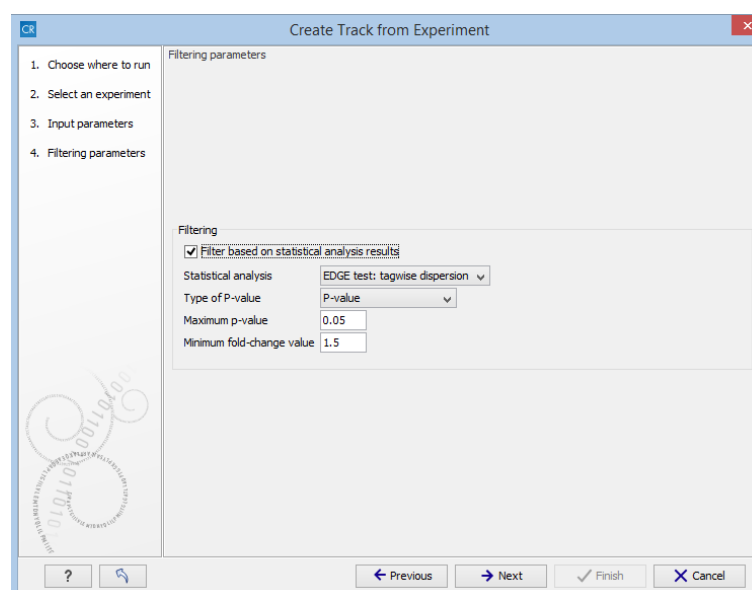 CR
Create Track from Experiment
1. Choose where to run
2. Select an experiment
3. Input parameters
4. Filtering parameters
Filtering parameters
Filtering
Filter based on statistical analysis results
Statistical analysis EDGE test: tagwise dispersion
Type of P-value P-value
Maximum p-value 0.05
Minimum fold-change value 1.5
? Previous Next Finish Cancel